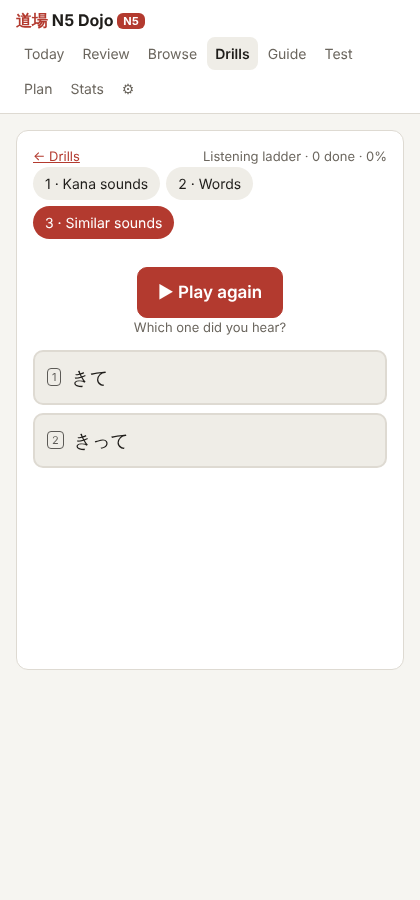 道場 N5 Dojo N5
Today Review Browse Drills Guide Test
Plan Stats ⚙
← Drills Listening ladder · 0 done · 0%
1 · Kana sounds 2 · Words
3 · Similar sounds
▶ Play again
Which one did you hear?
1 きて
2 きって